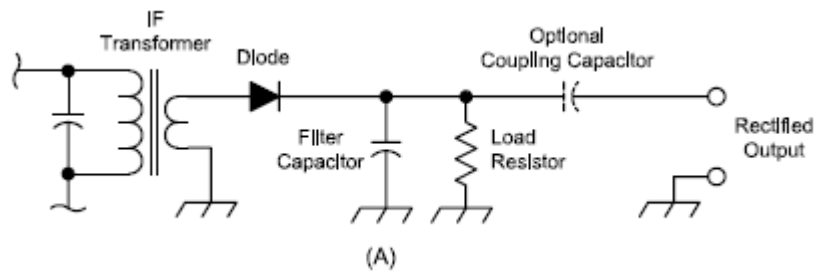 IF
Transformer
Diode
Optional
Coupling Capacitor
Filter
Capacitor
Load
Resistor
Rectified
Output
(A)